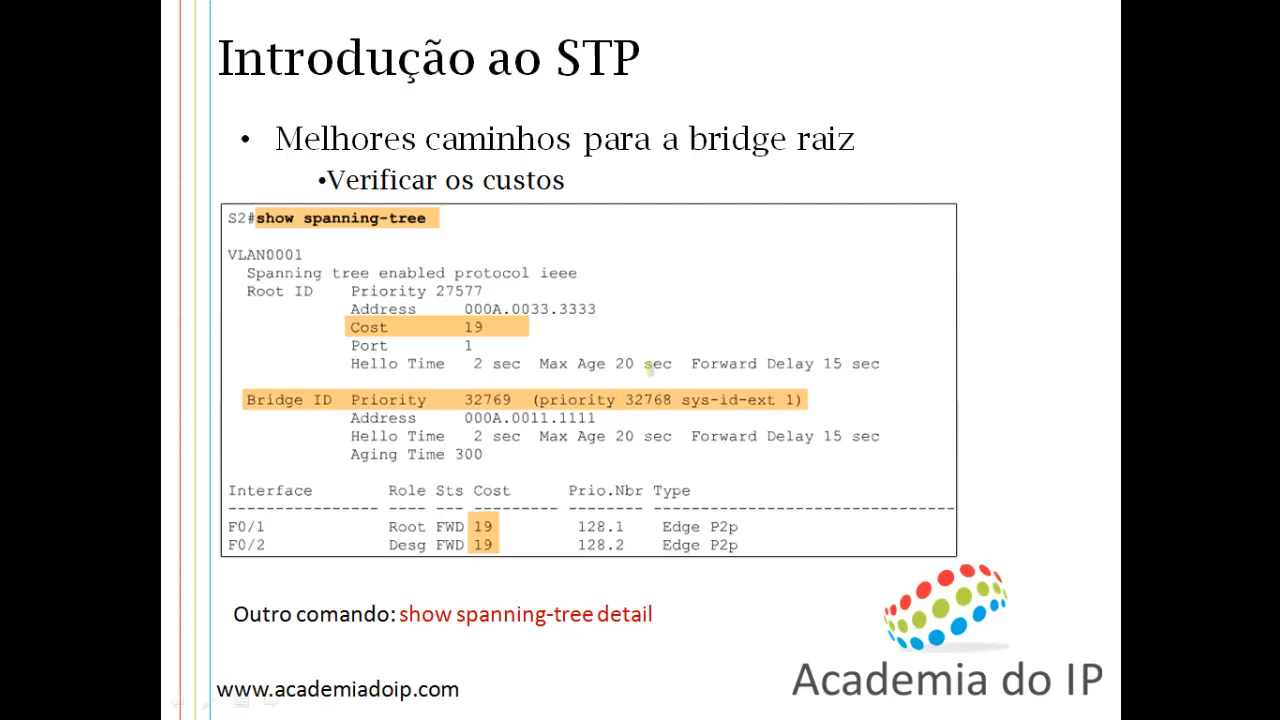 Introdução ao STP
• Melhores caminhos para a bridge raiz
•Verificar os custos
S2#show spanning-tree
VLAN0001
Spanning tree enabled protocol ieee
Root ID Priority 27577
Address 000A.0033.3333
Cost 19
Port 1
Hello Time 2 sec Max Age 20 sec Forward Delay 15 sec
Bridge ID Priority 32769 (priority 32768 sys-id-ext 1)
Address 000A.0011.1111
Hello Time 2 sec Max Age 20 sec Forward Delay 15 sec
Aging Time 300
Interface Role Sts Cost Prio.Nbr Type
---------------- ---- --- --------- -------- --------------------------------
F0/1 Root FWD 19 128.1 Edge P2p
F0/2 Desg FWD 19 128.2 Edge P2p
Outro comando: show spanning-tree detail
Academia do IP
www.academiadoip.com